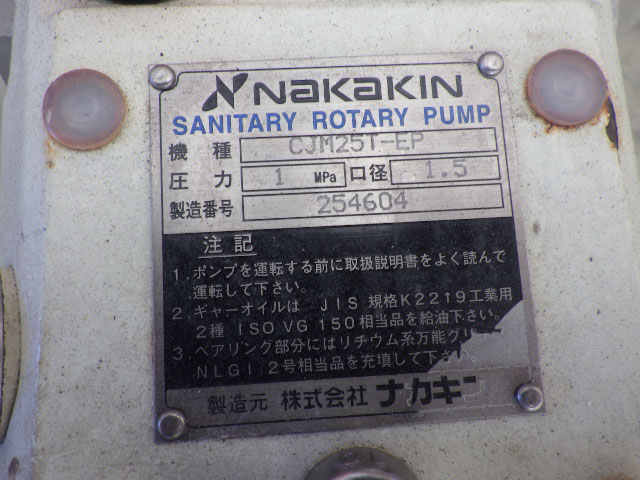 NAKAKIN
SANITARY ROTARY PUMP
機種 CJM25T-EP
圧力 1 MPa 口径 1.5
製造番号 254604
注記
1. ポンプを運転する前に取扱説明書をよく読んで
運転して下さい。
2. ギャーオイルは JIS 規格K2219工業用
2種 ISO VG 150相当品を給油下さい。
3. ベアリング部分にはリチウム系万能グリー
NLGI 2号相当品を充填して下さい
製造元 株式会社 ナカキン